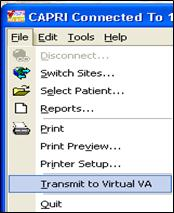 CAPRI Connected To 1
File Edit Tools Help
Disconnect...
Switch Sites...
Select Patient...
Reports...
Print
Print Preview...
Printer Setup...
Transmit to Virtual VA
Quit